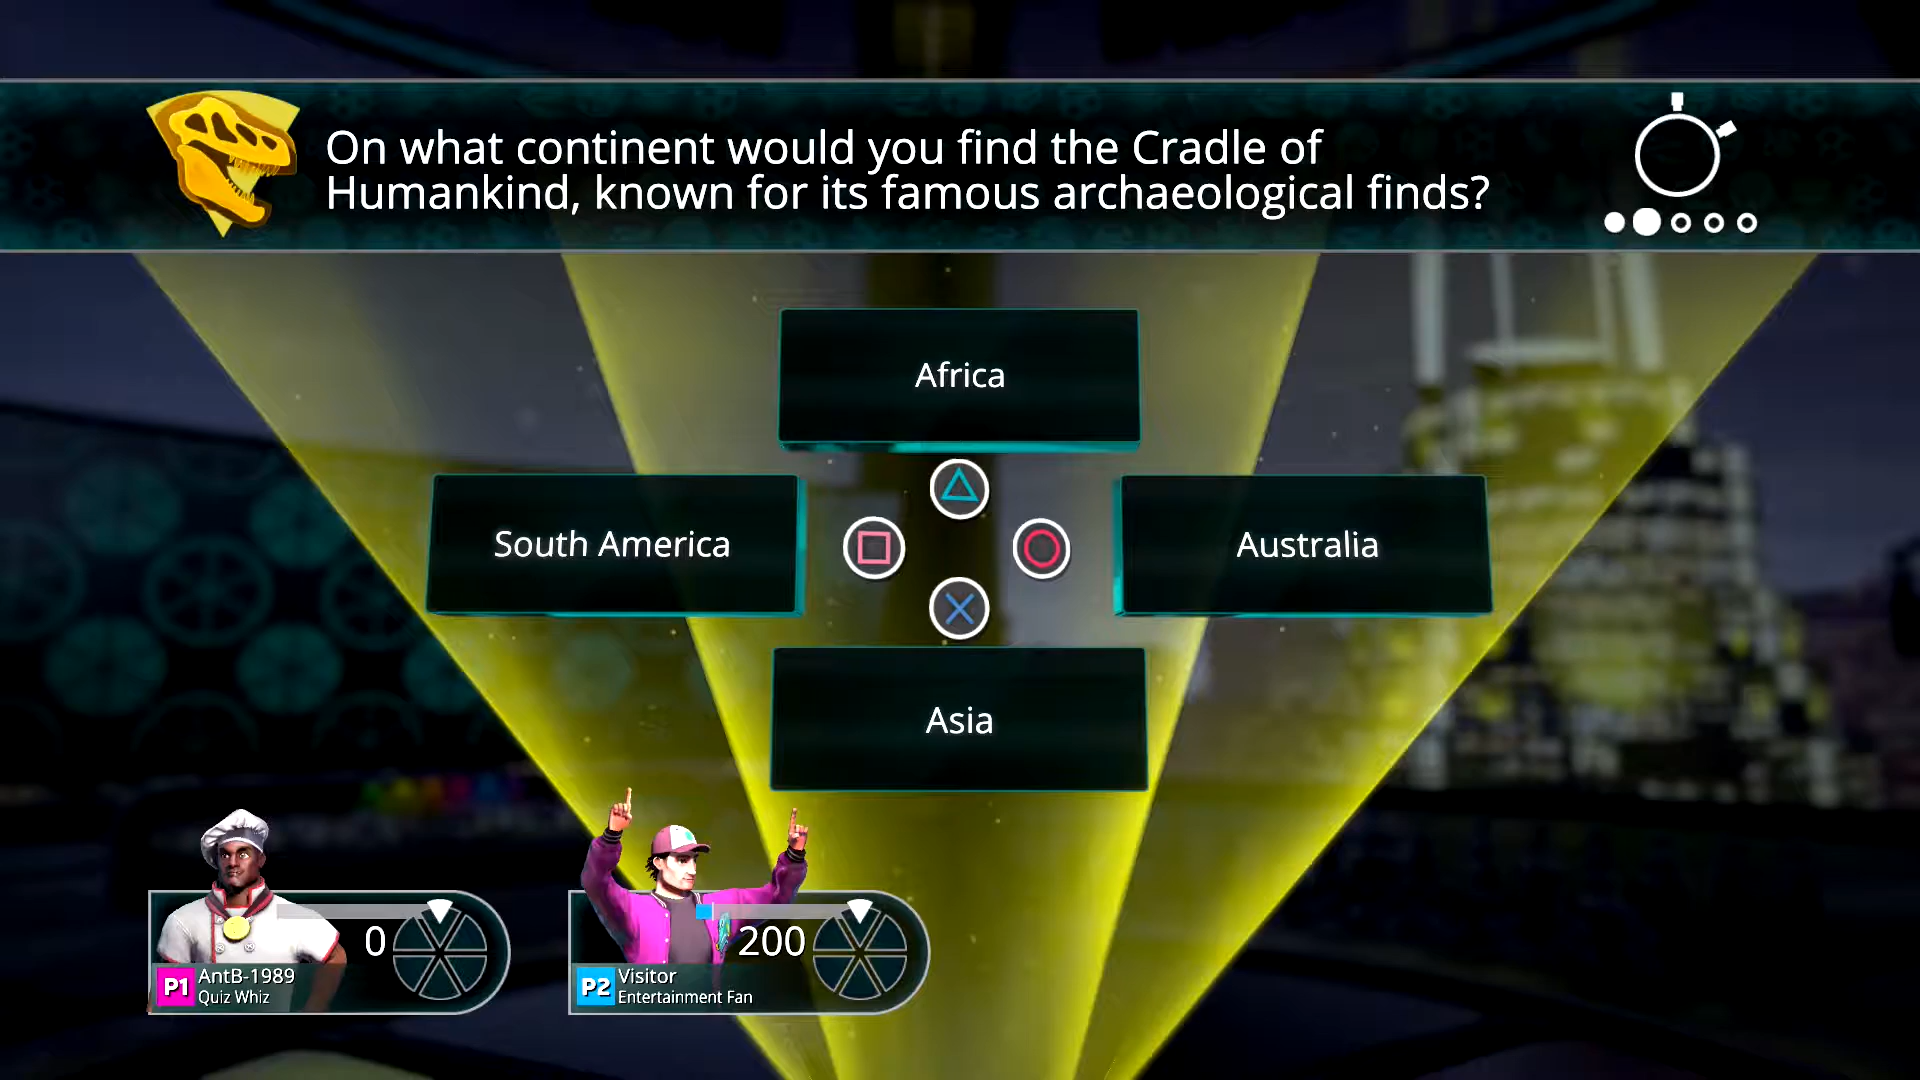 On what continent would you find the Cradle of
Humankind, known for its famous archaeological finds?
Africa
South America
Australia
Asia
0
P1
AntB-1989
Quiz Whiz
200
P2
Visitor
Entertainment Fan